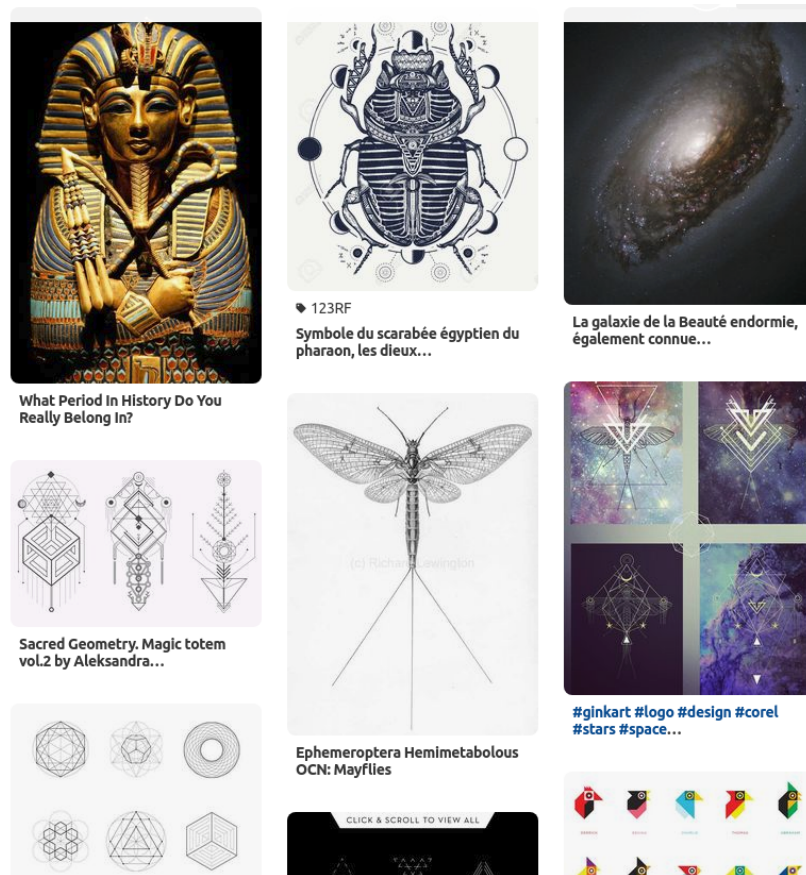 What Period In History Do You
Really Belong In?
Sacred Geometry. Magic totem
vol.2 by Aleksandra…
123RF
Symbole du scarabée égyptien du
pharaon, les dieux…
(c) Richard Lewington
Ephemeroptera Hemimetabolous
OCN: Mayflies
CLICK & SCROLL TO VIEW ALL
La galaxie de la Beauté endormie,
également connue…
#ginkart #logo #design #corel
#stars #space…